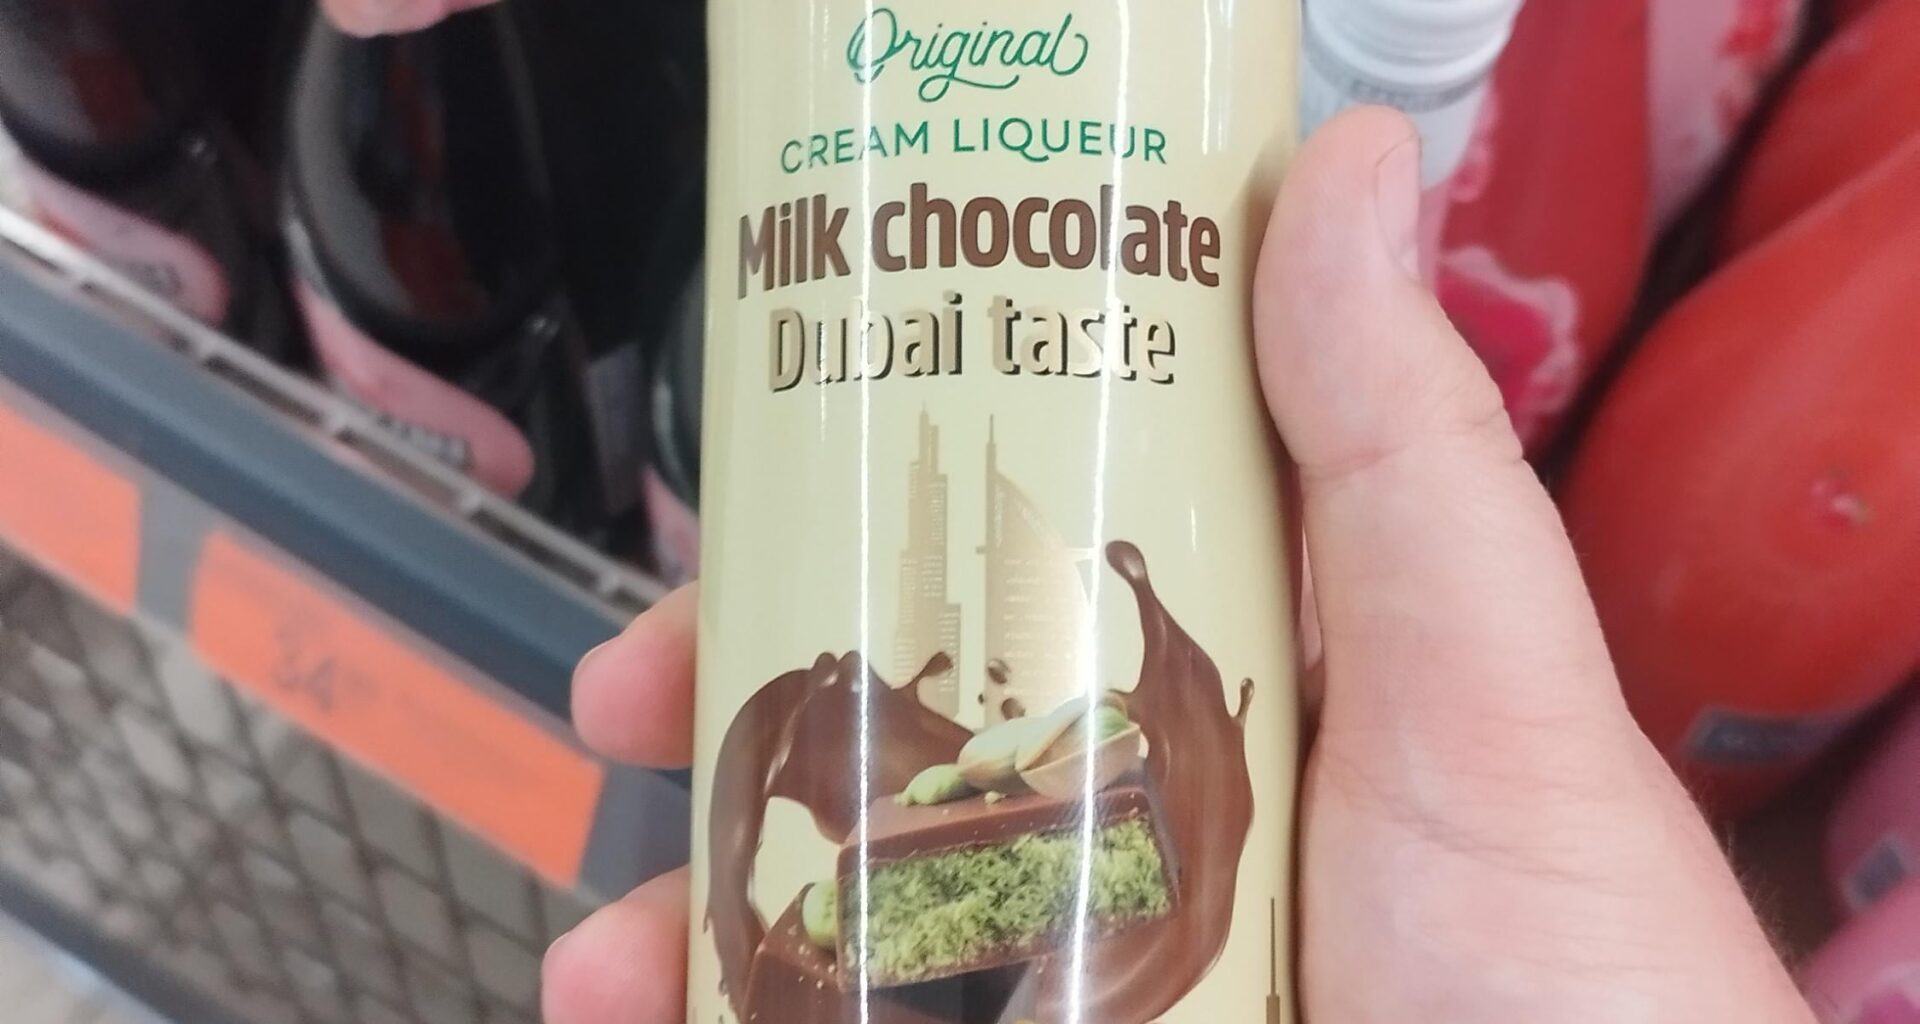 Original
CREAM LIQUEUR
Milk chocolate
Dubai taste